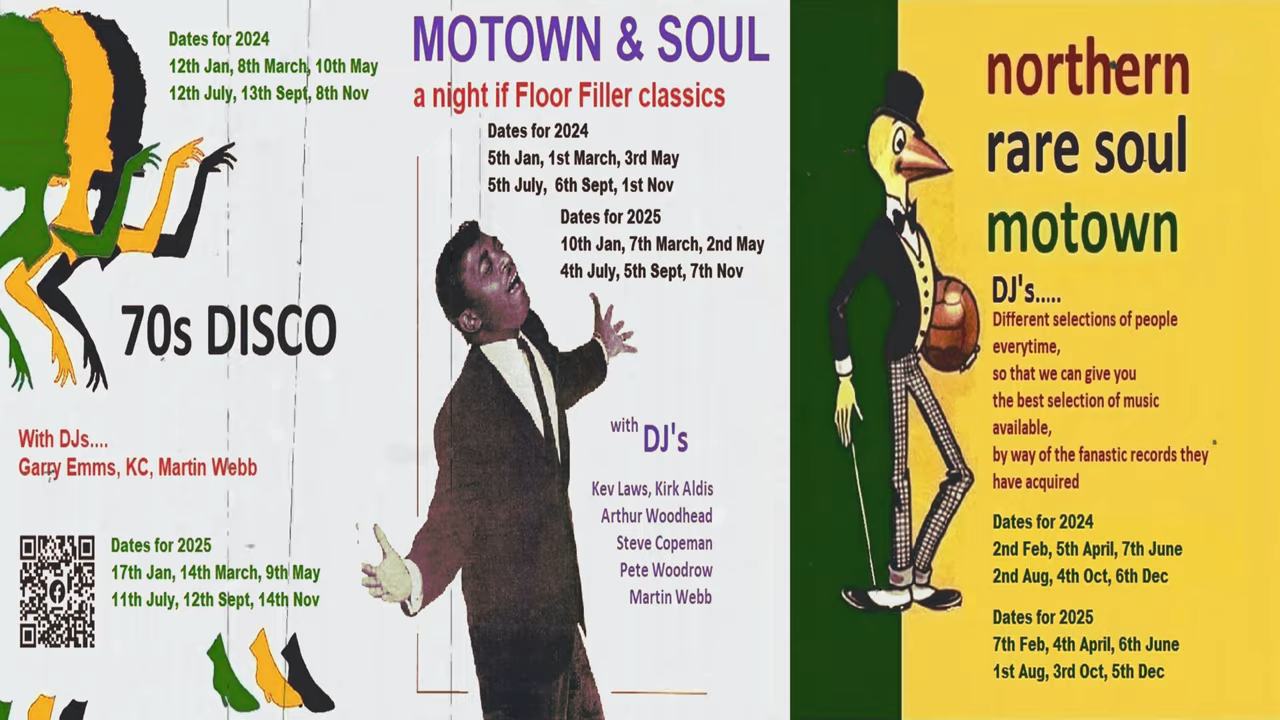 Dates for 2024
12th Jan, 8th March, 10th May
12th July, 13th Sept, 8th Nov
70s DISCO
With DJs....
Garry Emms, KC, Martin Webb
Dates for 2025
17th Jan, 14th March, 9th May
11th July, 12th Sept, 14th Nov
MOTOWN & SOUL
a night if Floor Filler classics
Dates for 2024
5th Jan, 1st March, 3rd May
5th July, 6th Sept, 1st Nov
Dates for 2025
10th Jan, 7th March, 2nd May
4th July, 5th Sept, 7th Nov
with DJ's
Kev Laws, Kirk Aldis
Arthur Woodhead
Steve Copeman
Pete Woodrow
Martin Webb
northern
rare soul
motown
DJ's.....
Different selections of people
everytime,
so that we can give you
the best selection of music
available,
by way of the fanastic records they
have acquired
Dates for 2024
2nd Feb, 5th April, 7th June
2nd Aug, 4th Oct, 6th Dec
Dates for 2025
7th Feb, 4th April, 6th June
1st Aug, 3rd Oct, 5th Dec